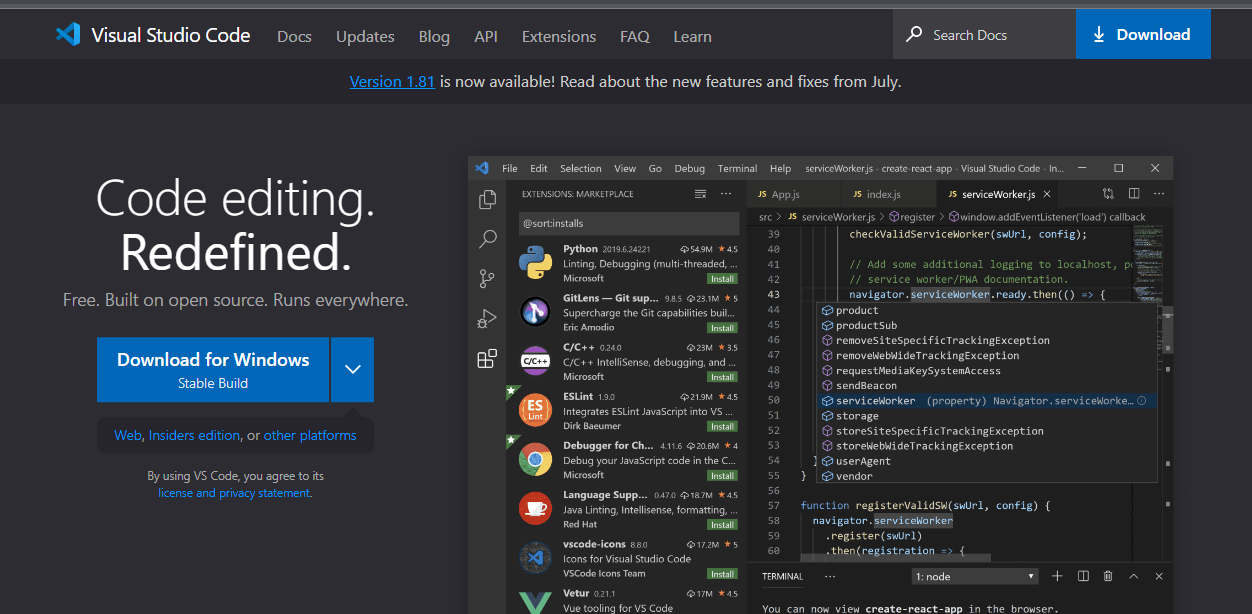 Visual Studio Code Docs Updates Blog API Extensions FAQ Learn Search Docs Download
Version 1.81 is now available! Read about the new features and fixes from July.
Code editing.
Redefined.
Free. Built on open source. Runs everywhere.
Download for Windows
Stable Build
Web, Insiders edition, or other platforms
By using VS Code, you agree to its
license and privacy statement.
File Edit Selection View Go Debug Terminal Help serviceWorker.js - create-react-app - Visual Studio Code - In...
EXTENSIONS: MARKETPLACE
@sort:installs
Python 2019.6.24221 54.9M 4.5
Linting, Debugging (multi-threaded, ...
Microsoft Install
GitLens — Git sup... 9.8.5 23.1M 5
Supercharge the Git capabilities buil...
Eric Amodio Install
C/C++
C/C++ 0.24.0 23M 3.5
C/C++ IntelliSense, debugging, and ...
Microsoft Install
ES
Lint
ESLint 1.9.0 21.9M 4.5
Integrates ESLint JavaScript into VS ...
Dirk Baeumer Install
Debugger for Ch... 4.11.6 20.6M 4
Debug your JavaScript code in the C...
Microsoft Install
Language Supp... 0.47.0 18.7M 4.5
Java Linting, Intellisense, formatting, ...
Red Hat Install
vscode-icons 8.8.0 17.2M 5
Icons for Visual Studio Code
VSCode Icons Team Install
Vetur 0.21.1 17M 4.5
Vue tooling for VS Code
JS App.js JS index.js JS serviceWorker.js
src > JS serviceWorker.js > register > window.addEventListener('load') callback
39 checkValidServiceWorker(swUrl, config);
40
41 // Add some additional logging to localhost, p
42 // service worker/PWA documentation.
43 navigator.serviceWorker.ready.then(() => {
44 product
45 productSub
46 removeSiteSpecificTrackingException
47 removeWebWideTrackingException
48 requestMediaKeySystemAccess
49 sendBeacon
50 serviceWorker (property) Navigator.serviceWorke...
51 storage
52 storeSiteSpecificTrackingException
53 storeWebWideTrackingException
54 } userAgent
55 } vendor
56
57 function registerValidSW(swUrl, config) {
58 navigator.serviceWorker
59 .register(swUrl)
60 .then(registration => {
TERMINAL ... 1: node
You can now view create-react-app in the browser.